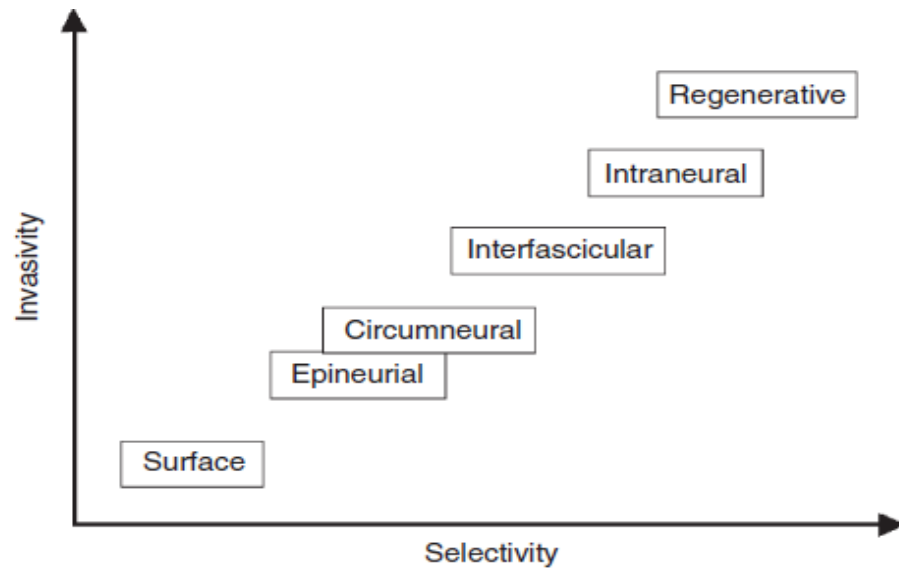 Regenerative
Intraneural
Interfascicular
Circumneural
Epineurial
Surface
Invasivity
Selectivity